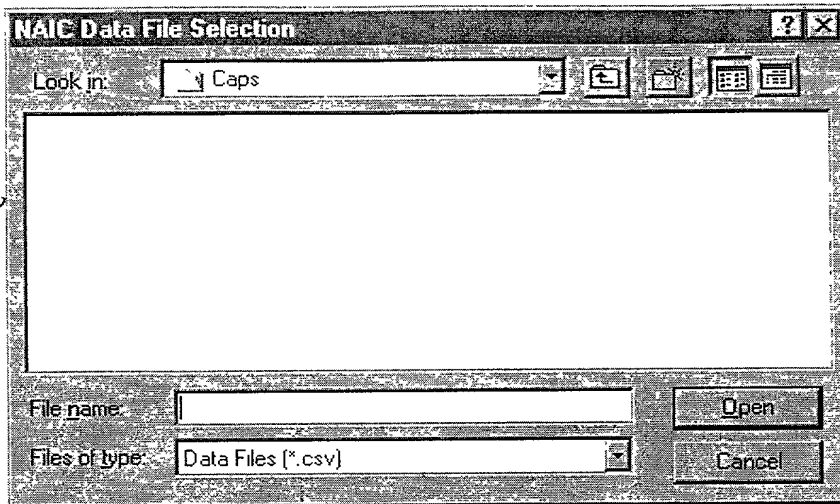 NAIC Data File Selection
Look in: Caps
File name:
Files of type: Data Files (*.csv)
Open
Cancel